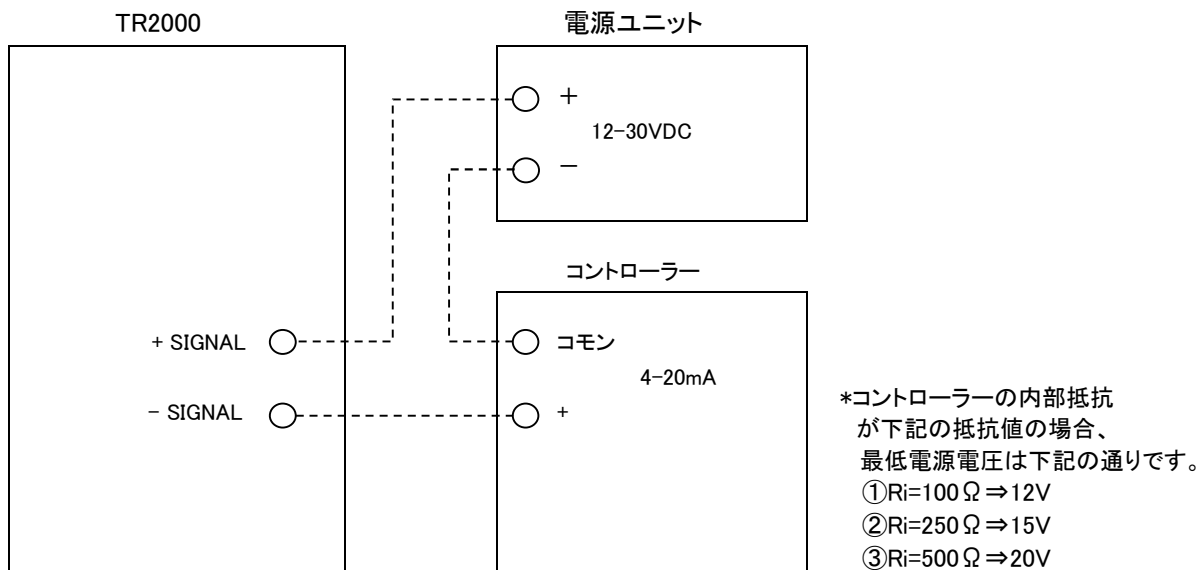 TR2000
電源ユニット
+
12-30VDC
-
コントローラー
+ SIGNAL
コモン
4-20mA
- SIGNAL
+
*コントローラーの内部抵抗
が下記の抵抗値の場合、
最低電源電圧は下記の通りです。
①Ri=100Ω⇒12V
②Ri=250Ω⇒15V
③Ri=500Ω⇒20V